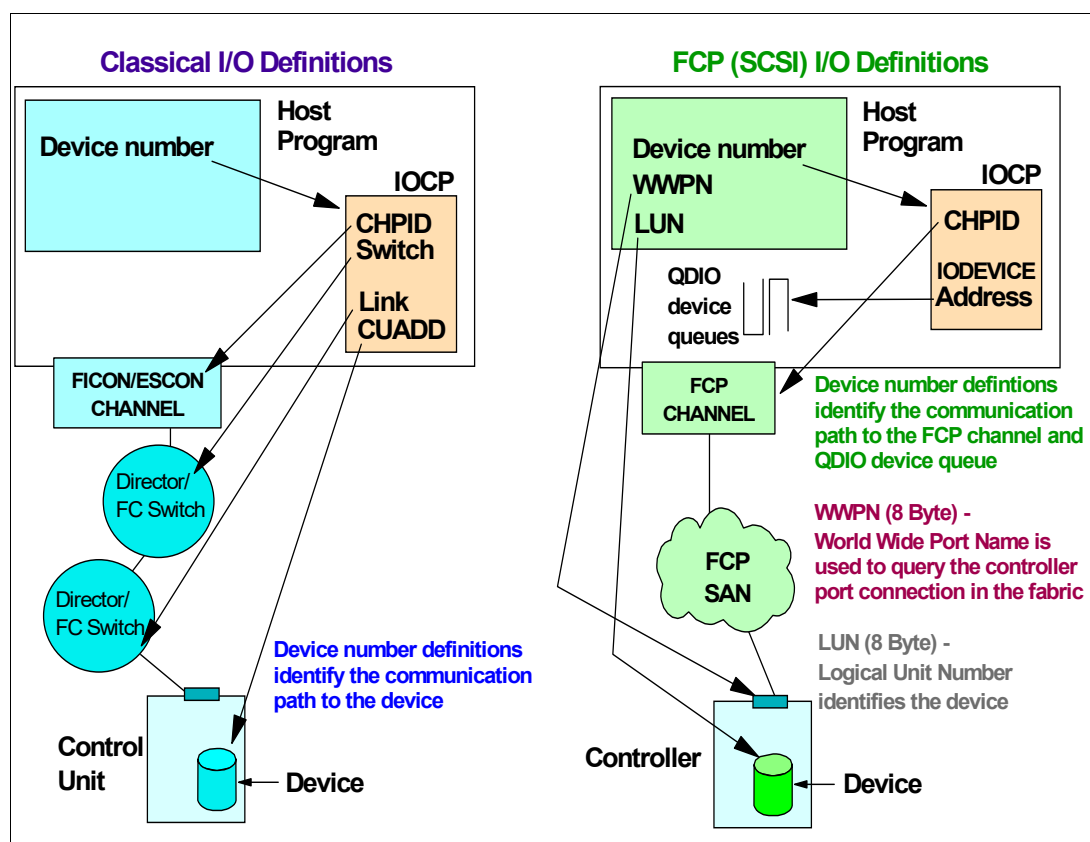 Classical I/O Definitions
Host
Program
Device number
IOCP
CHPID
Switch
Link
CUADD
FICON/ESCON
CHANNEL
Director/
FC Switch
Director/
FC Switch
Device number definitions
identify the communication
path to the device
Control
Unit
Device
FCP (SCSI) I/O Definitions
Host
Program
Device number
WWPN
LUN
IOCP
CHPID
IODEVICE
Address
QDIO
device
queues
FCP
CHANNEL
Device number defintions
identify the communication
path to the FCP channel and
QDIO device queue
WWPN (8 Byte) -
World Wide Port Name is
used to query the controller
port connection in the fabric
FCP
SAN
LUN (8 Byte) -
Logical Unit Number
identifies the device
Controller
Device